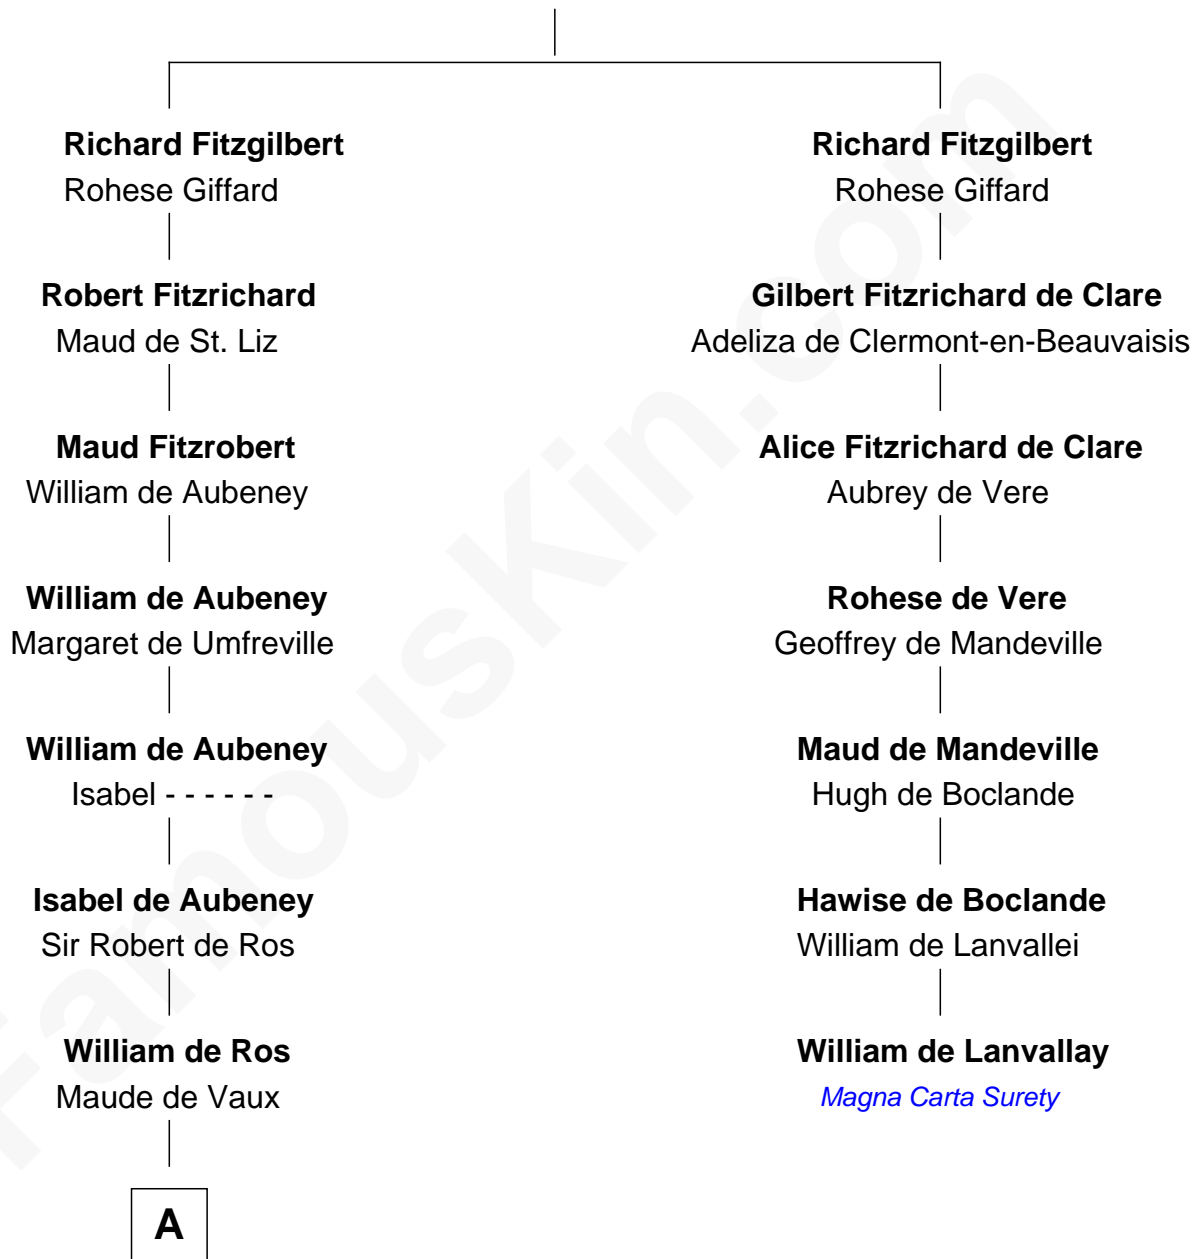 Richard Fitzgilbert
Rohese Giffard
Robert Fitzrichard
Maud de St. Liz
Maud Fitzrobert
William de Aubeney
William de Aubeney
Margaret de Umfreville
William de Aubeney
Isabel - - - - - -
Isabel de Aubeney
Sir Robert de Ros
William de Ros
Maude de Vaux
A
Richard Fitzgilbert
Rohese Giffard
Gilbert Fitzrichard de Clare
Adeliza de Clermont-en-Beauvaisis
Alice Fitzrichard de Clare
Aubrey de Vere
Rohese de Vere
Geoffrey de Mandeville
Maud de Mandeville
Hugh de Boclande
Hawise de Boclande
William de Lanvallei
William de Lanvallay
Magna Carta Surety
FamousKin.com